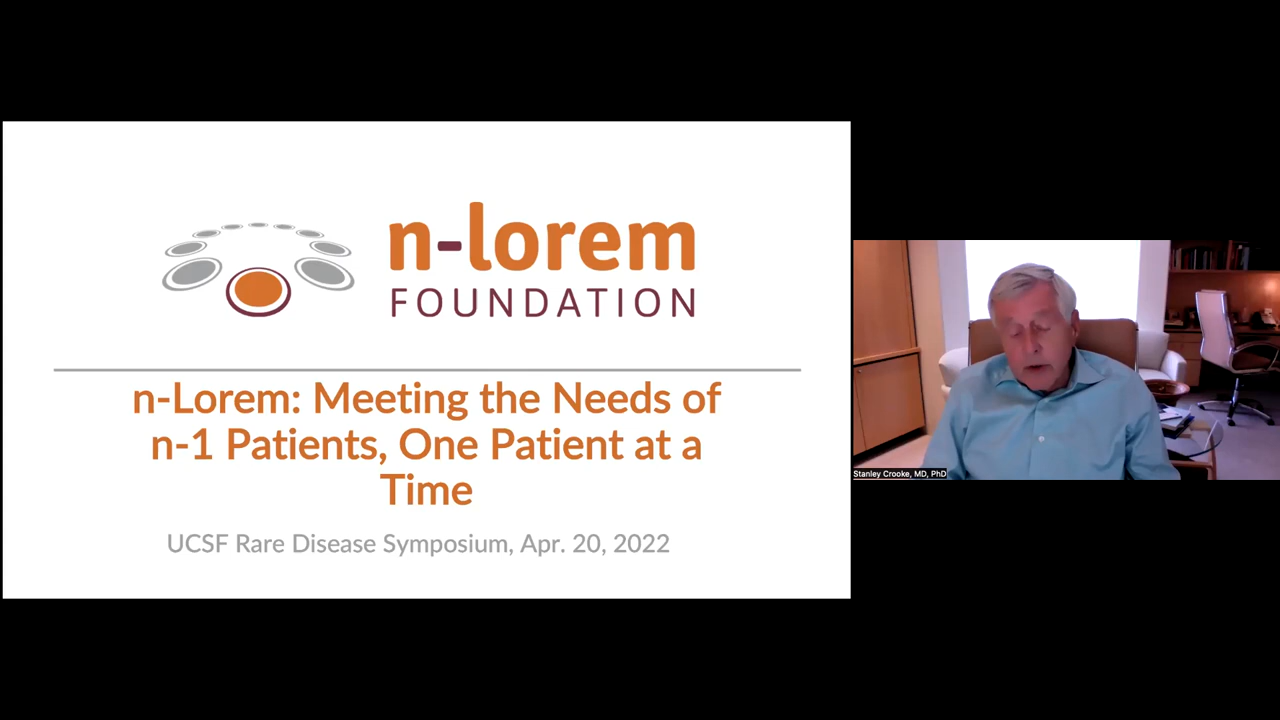 n-lorem
FOUNDATION
n-Lorem: Meeting the Needs of
n-1 Patients, One Patient at a
Time
UCSF Rare Disease Symposium, Apr. 20, 2022
Stanley Crooke, MD, PhD